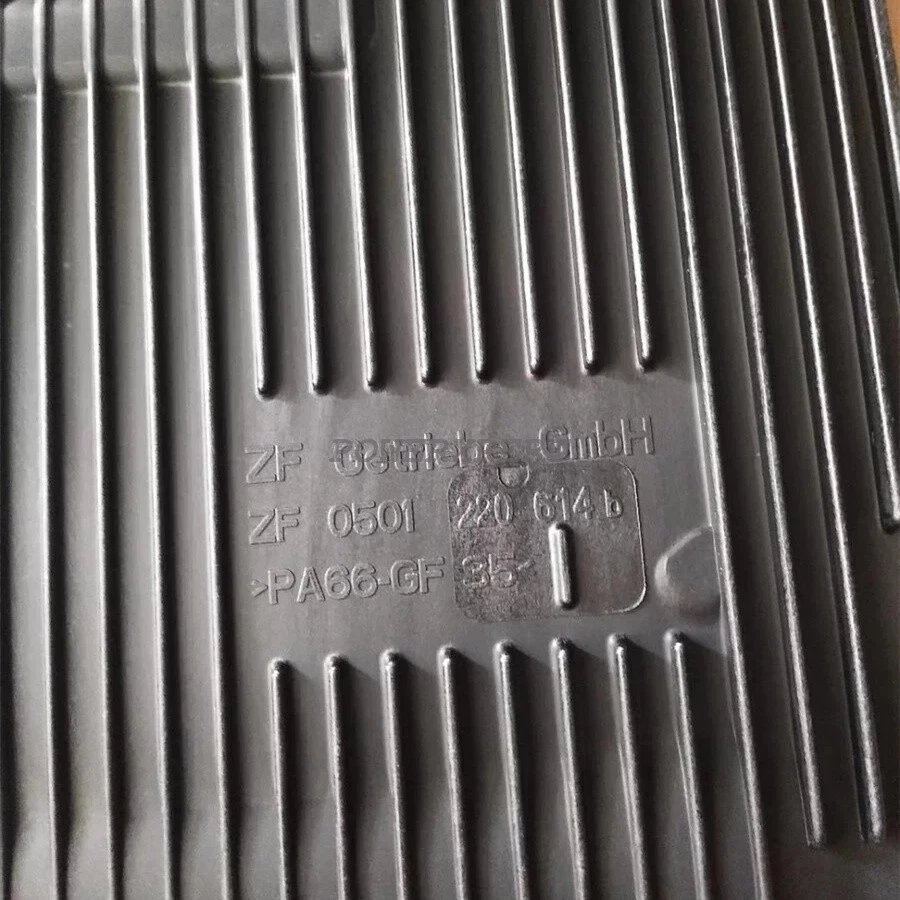 ZF Getriebe GmbH
ZF 0501 220 614 b
>PA66-GF 35<